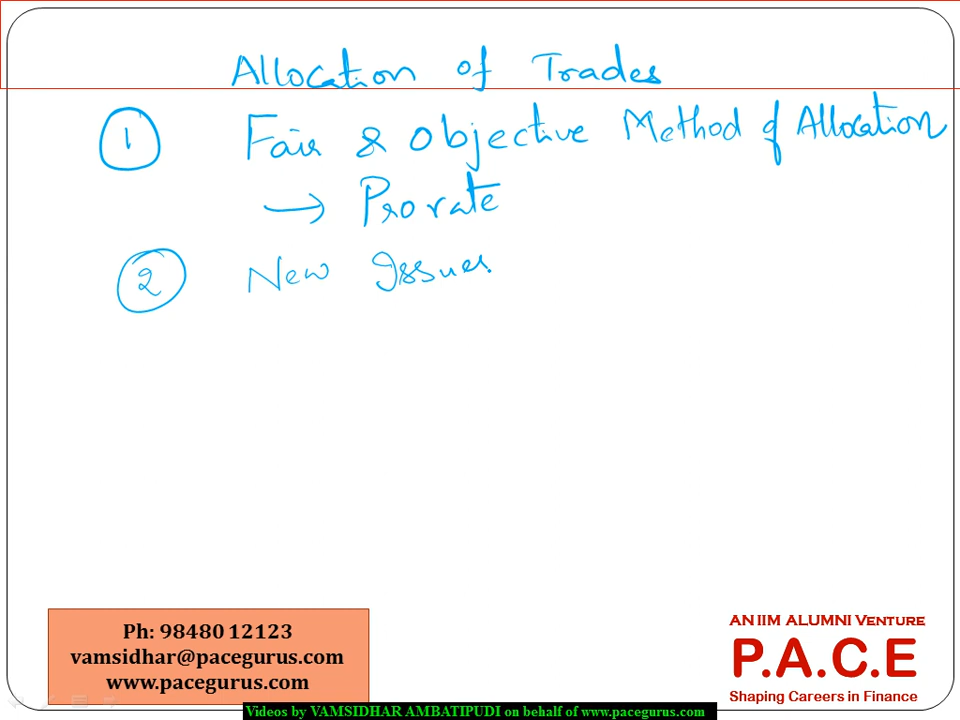 Allocation of Trades
1 Fair & Objective Method of Allocation
→ Prorate
2 New Issues
Ph: 98480 12123
vamsidhar@pacegurus.com
www.pacegurus.com
AN IIM ALUMNI VENTURE
P.A.C.E
Shaping Careers in Finance
Videos by VAMSIDHAR AMBATIPUDI on behalf of www.pacegurus.com